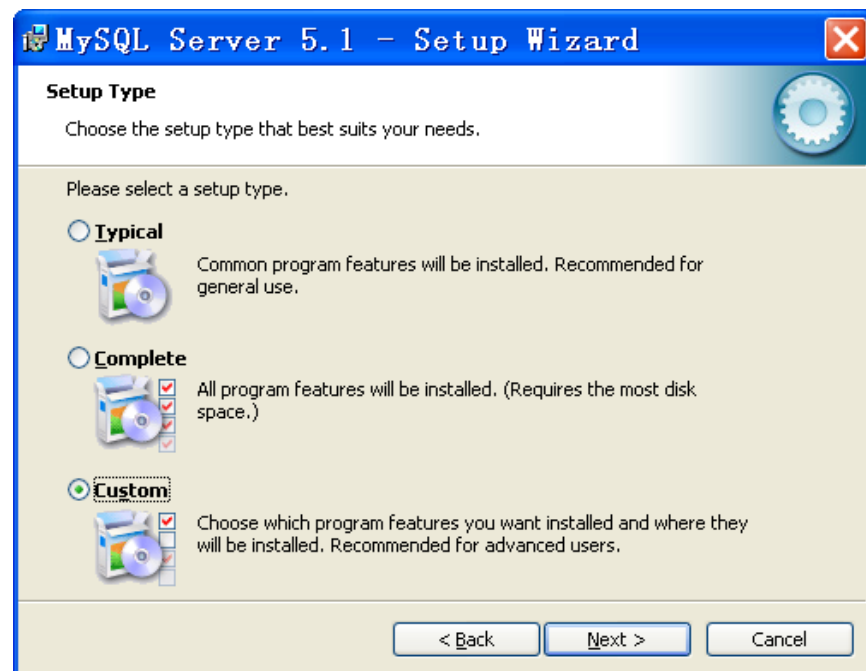 MySQL Server 5.1 - Setup Wizard
Setup Type
Choose the setup type that best suits your needs.
Please select a setup type.
Typical
Common program features will be installed. Recommended for
general use.
Complete
All program features will be installed. (Requires the most disk
space.)
Custom
Choose which program features you want installed and where they
will be installed. Recommended for advanced users.
< Back
Next >
Cancel